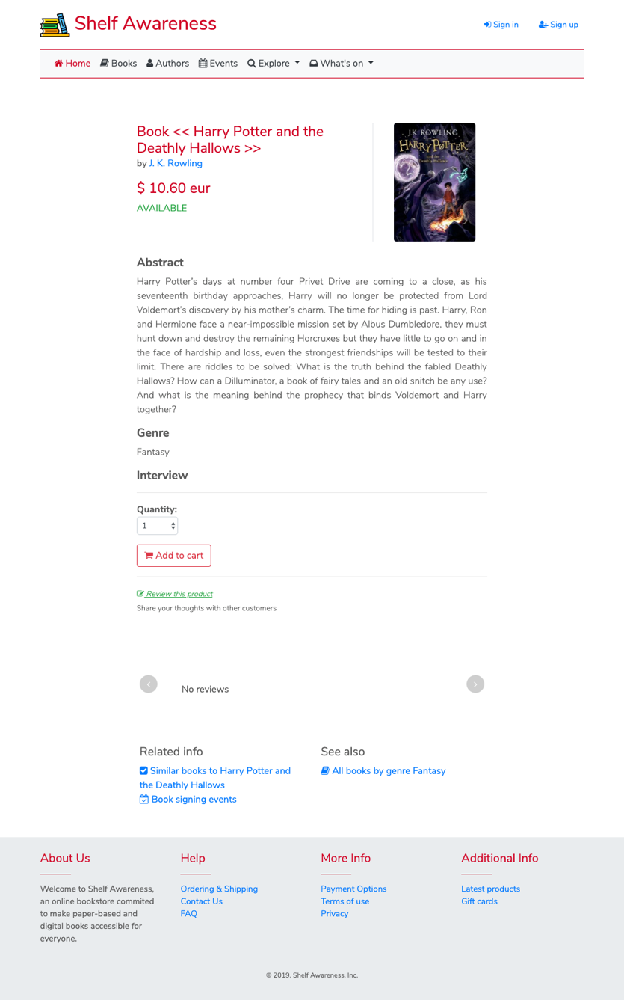 Shelf Awareness
Sign in
Sign up
Home
Books
Authors
Events
Explore
What's on
Book << Harry Potter and the
Deathly Hallows >>
by J. K. Rowling
$ 10.60 eur
AVAILABLE
J.K. ROWLING
HARRY POTTER
and the
Deathly Hallows
Abstract
Harry Potter’s days at number four Privet Drive are coming to a close, as his
seventeenth birthday approaches, Harry will no longer be protected from Lord
Voldemort’s discovery by his mother’s charm. The time for hiding is past. Harry, Ron
and Hermione face a near-impossible mission set by Albus Dumbledore, they must
hunt down and destroy the remaining Horcruxes but they have little to go on and in
the face of hardship and loss, even the strongest friendships will be tested to their
limit. There are riddles to be solved: What is the truth behind the fabled Deathly
Hallows? How can a Dilluminator, a book of fairy tales and an old snitch be any use?
And what is the meaning behind the prophecy that binds Voldemort and Harry
together?
Genre
Fantasy
Interview
Quantity:
1
Add to cart
Review this product
Share your thoughts with other customers
No reviews
Related info
Similar books to Harry Potter and
the Deathly Hallows
Book signing events
See also
All books by genre Fantasy
About Us
Welcome to Shelf Awareness,
an online bookstore commited
to make paper-based and
digital books accessible for
everyone.
Help
Ordering & Shipping
Contact Us
FAQ
More Info
Payment Options
Terms of use
Privacy
Additional Info
Latest products
Gift cards
© 2019. Shelf Awareness, Inc.